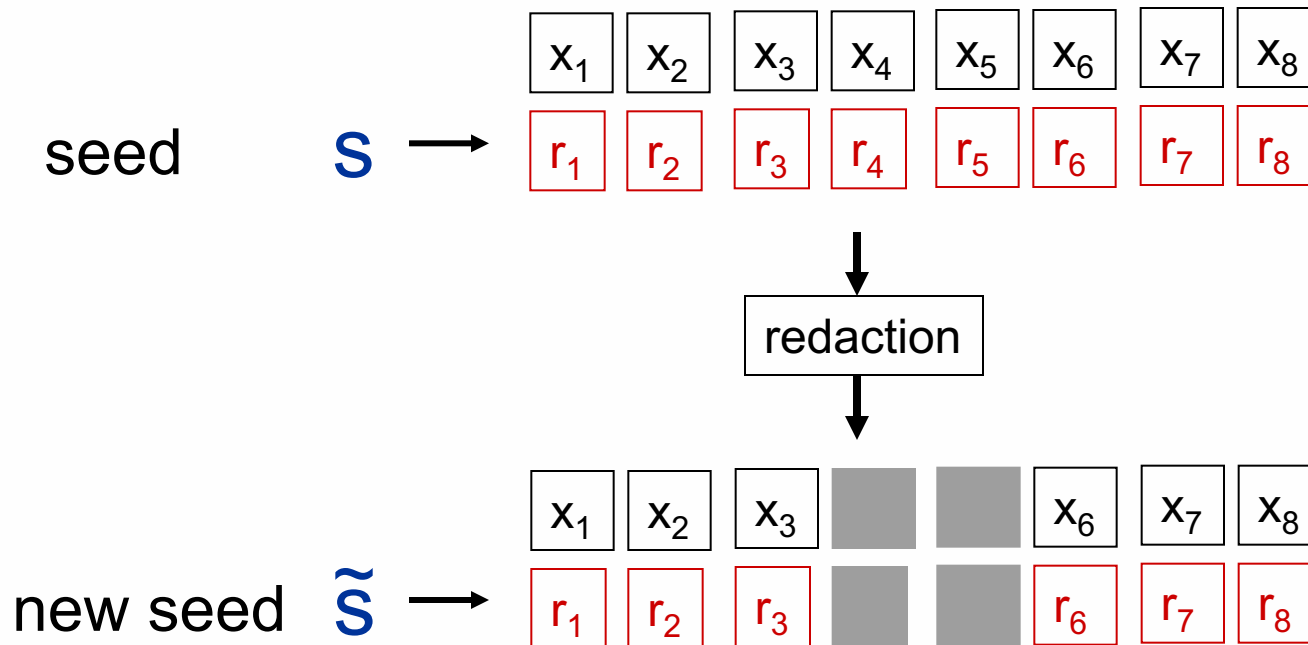 x₁ x₂ x₃ x₄ x₅ x₆ x₇ x₈
seed s r₁ r₂ r₃ r₄ r₅ r₆ r₇ r₈
redaction
x₁ x₂ x₃ x₆ x₇ x₈
new seed s̃ r₁ r₂ r₃ r₆ r₇ r₈